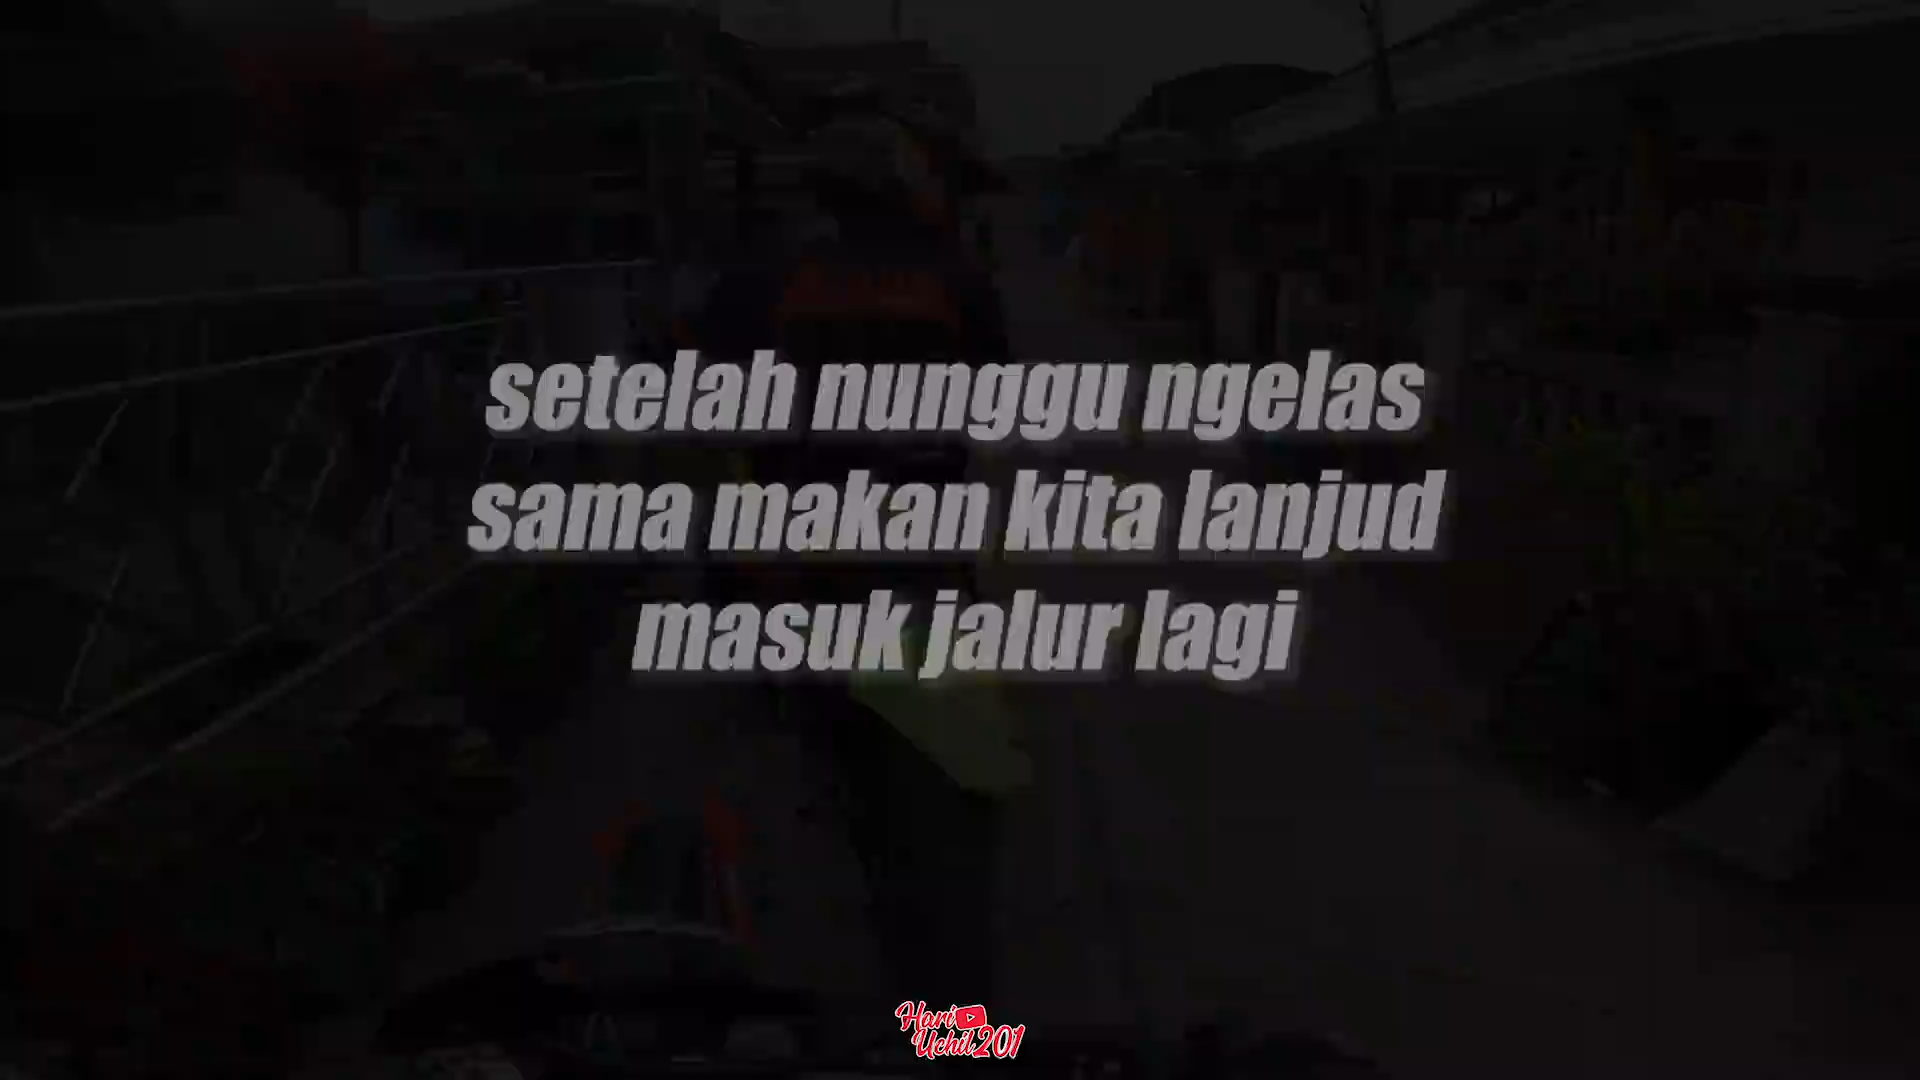 setelah nunggu ngelas
sama makan kita lanjud
masuk jalur lagi
Hari
Uchil201